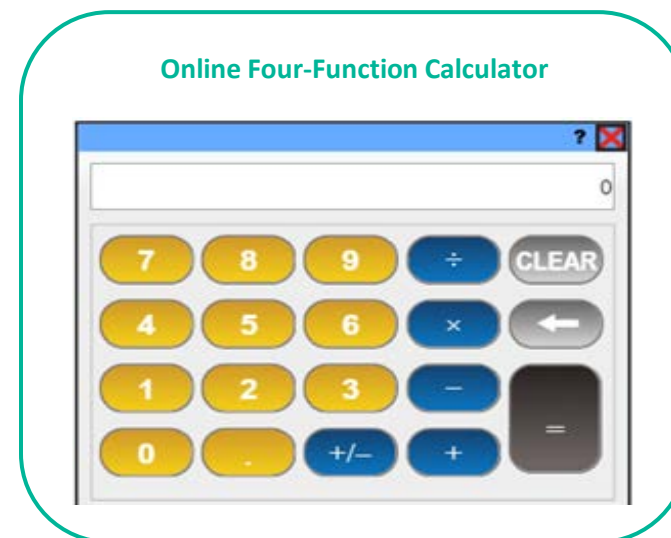 Online Four-Function Calculator
?
0
7 8 9 ÷ CLEAR
4 5 6 ×
1 2 3 −
0 . +/− + =